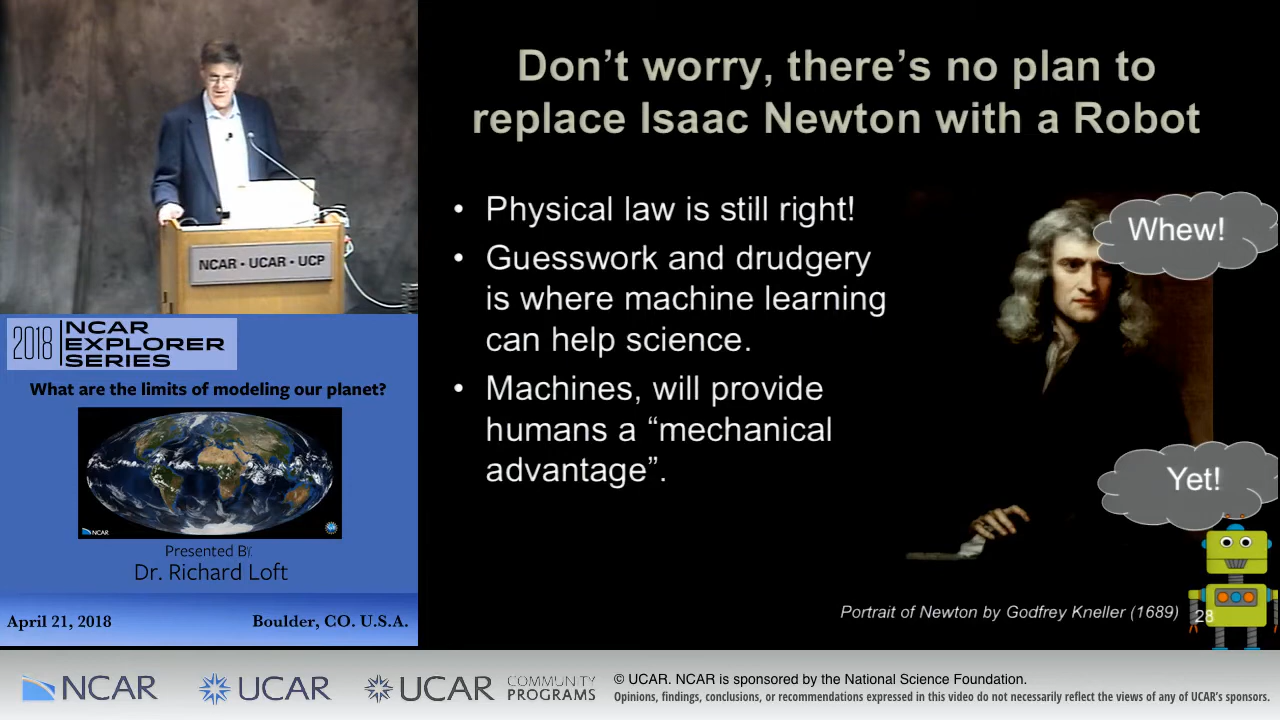 Don’t worry, there’s no plan to
replace Isaac Newton with a Robot
• Physical law is still right!
• Guesswork and drudgery
is where machine learning
can help science.
• Machines, will provide
humans a “mechanical
advantage”.
Whew!
Yet!
Portrait of Newton by Godfrey Kneller (1689)
28
NCAR • UCAR • UCP
2018 NCAR
EXPLORER
SERIES
What are the limits of modeling our planet?
NCAR
Presented By:
Dr. Richard Loft
April 21, 2018
Boulder, CO. U.S.A.
NCAR
UCAR
UCAR
COMMUNITY
PROGRAMS
© UCAR. NCAR is sponsored by the National Science Foundation.
Opinions, findings, conclusions, or recommendations expressed in this video do not necessarily reflect the views of any of UCAR’s sponsors.